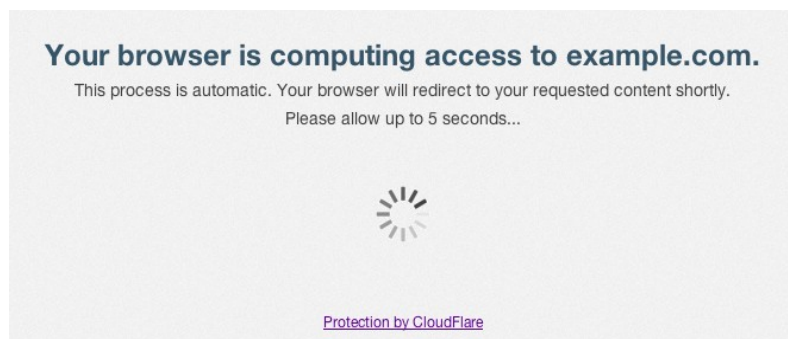 Your browser is computing access to example.com.
This process is automatic. Your browser will redirect to your requested content shortly.
Please allow up to 5 seconds...
Protection by CloudFlare